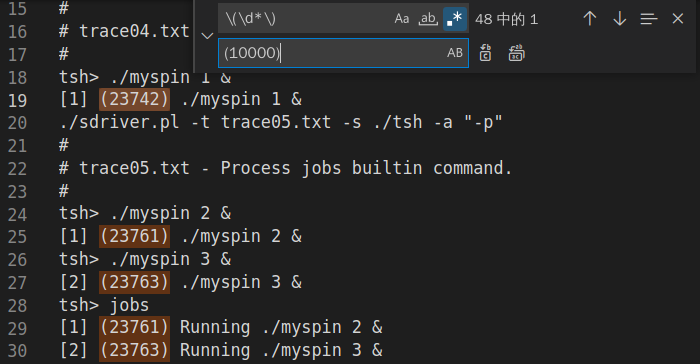 \(\d*\)
Aa ab .* 48 中的 1
(10000)
AB
15 #
16 # trace04.txt
17 #
18 tsh> ./myspin 1 &
19 [1] (23742) ./myspin 1 &
20 ./sdriver.pl -t trace05.txt -s ./tsh -a "-p"
21 #
22 # trace05.txt - Process jobs builtin command.
23 #
24 tsh> ./myspin 2 &
25 [1] (23761) ./myspin 2 &
26 tsh> ./myspin 3 &
27 [2] (23763) ./myspin 3 &
28 tsh> jobs
29 [1] (23761) Running ./myspin 2 &
30 [2] (23763) Running ./myspin 3 &